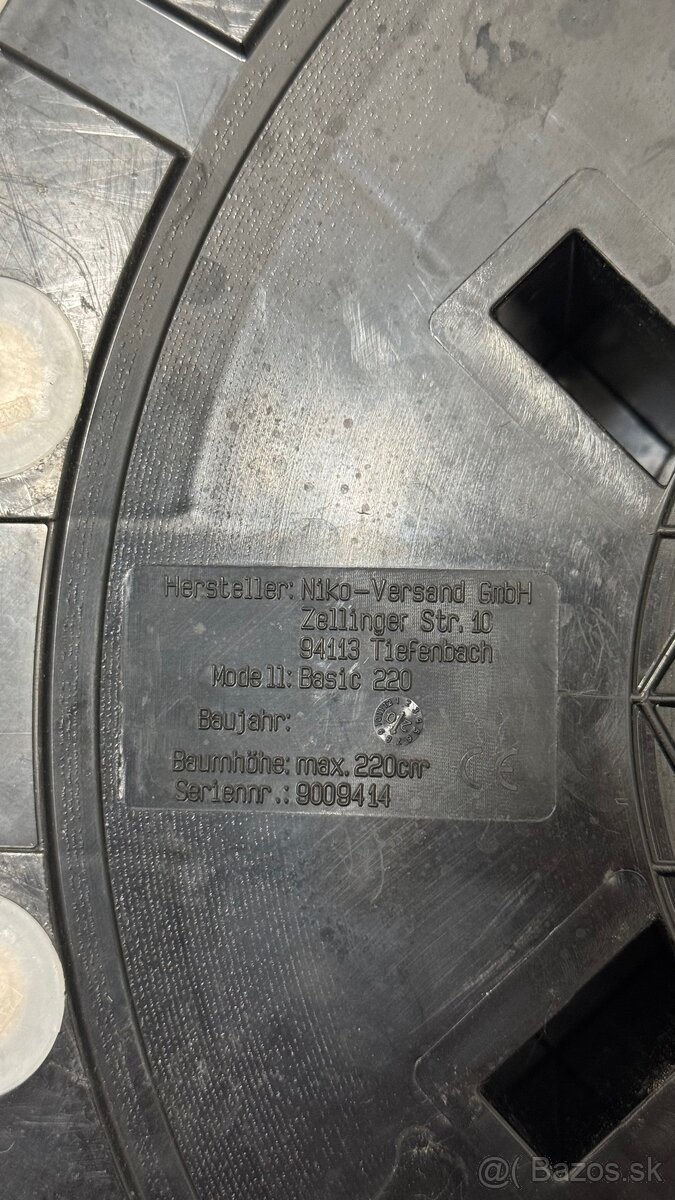 Hersteller: Niko-Versand GmbH
Zellinger Str. 10
94113 Tiefenbach
Modell: Basic 220
Baujahr:
Baumhöhe: max. 220cm
CE
Seriennr.: 9009414
@( Bazos.sk